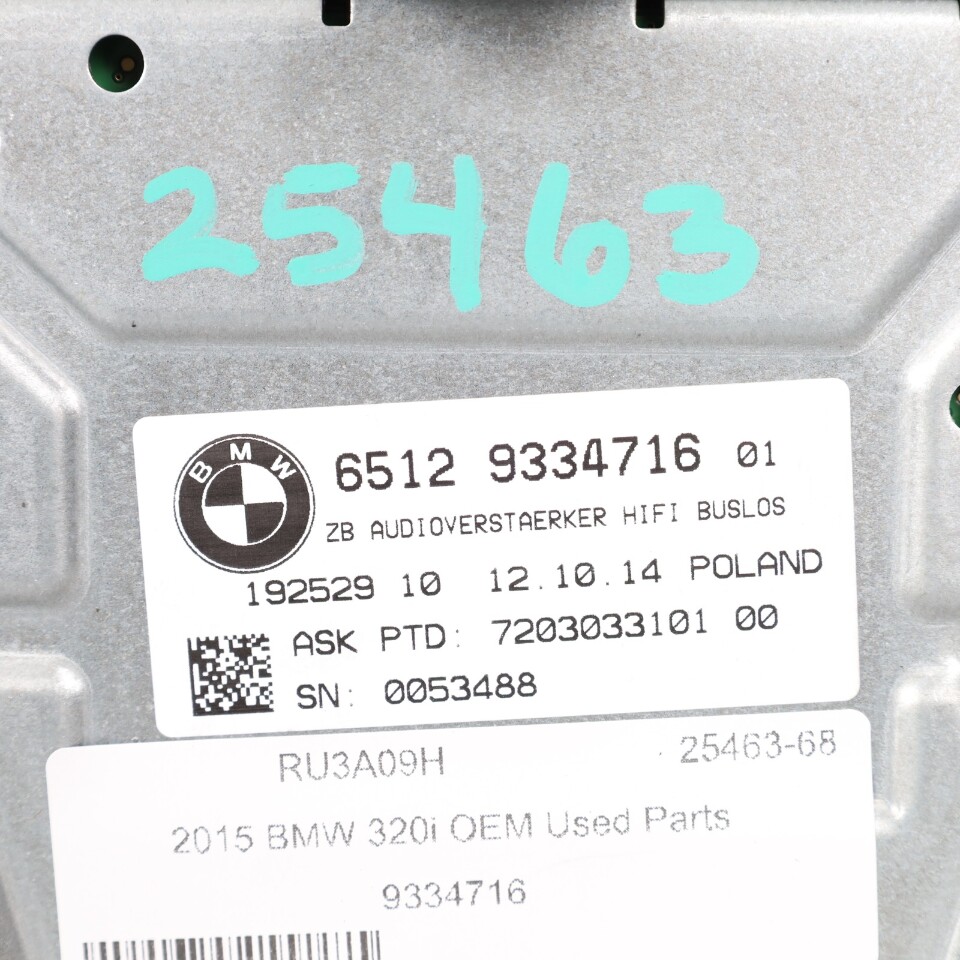 25463
BMW
6512 9334716 01
ZB AUDIOVERSTAERKER HIFI BUSLOS
192529 10 12.10.14 POLAND
ASK PTD: 7203033101 00
SN: 0053488
RU3A09H 25463-68
2015 BMW 320i OEM Used Parts
9334716